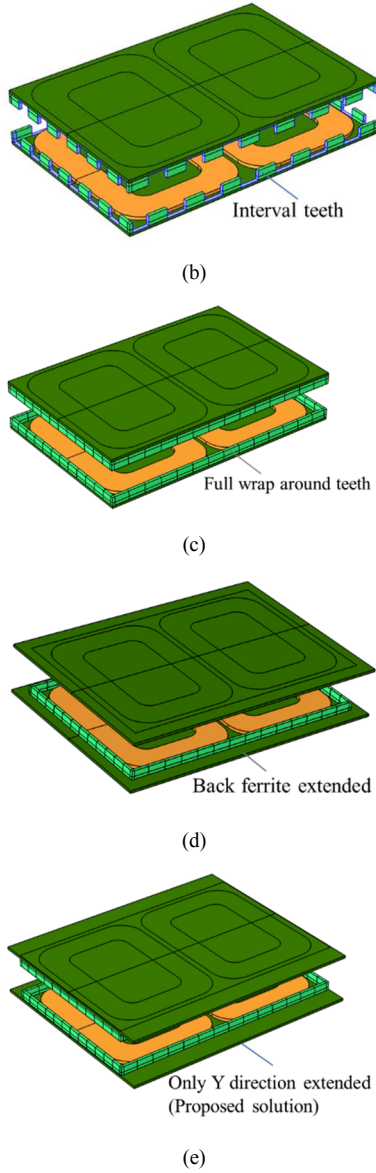 Interval teeth
(b)
Full wrap around teeth
(c)
Back ferrite extended
(d)
Only Y direction extended
(Proposed solution)
(e)